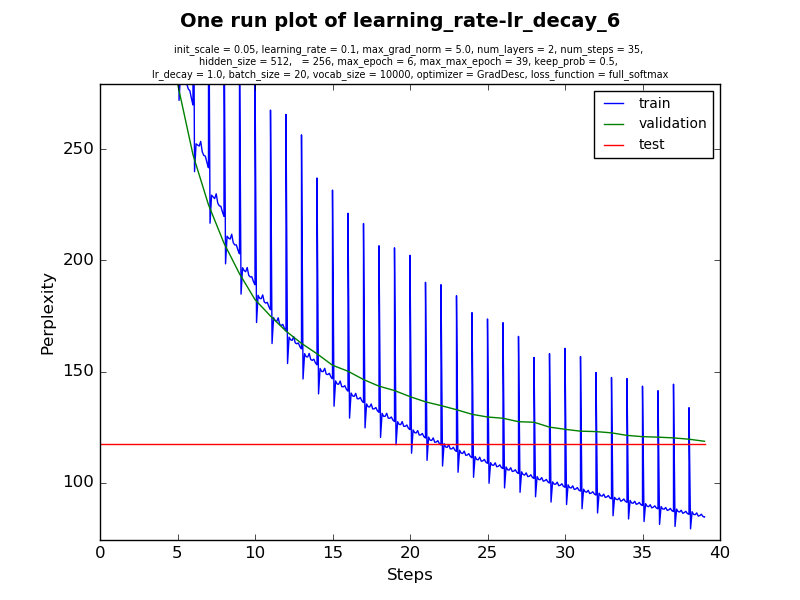 One run plot of learning_rate-lr_decay_6
init_scale = 0.05, learning_rate = 0.1, max_grad_norm = 5.0, num_layers = 2, num_steps = 35,
hidden_size = 512,   = 256, max_epoch = 6, max_max_epoch = 39, keep_prob = 0.5,
lr_decay = 1.0, batch_size = 20, vocab_size = 10000, optimizer = GradDesc, loss_function = full_softmax
train
validation
test
250
200
150
100
Perplexity
0 5 10 15 20 25 30 35 40
Steps